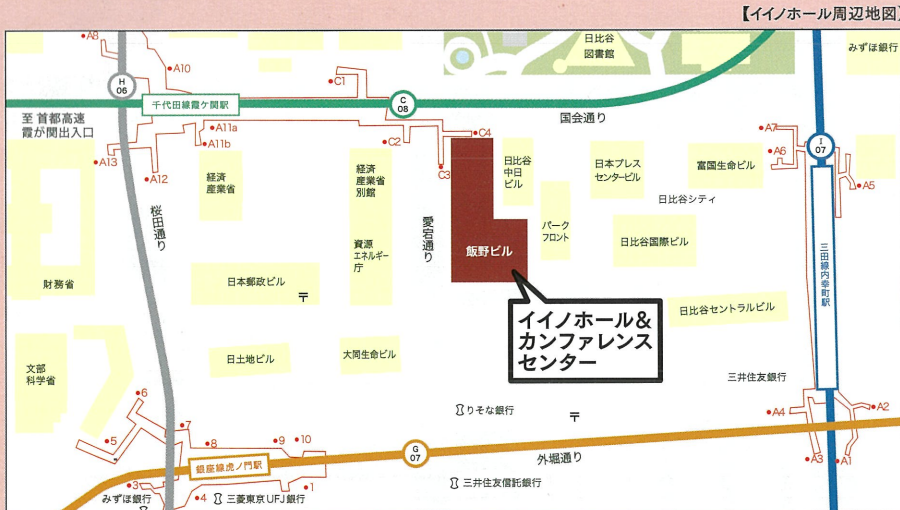 【イイノホール周辺地図】
日比谷
図書館
みずほ銀行
A8
A10
C1
H
06
千代田線霞ケ関駅
C
08
至 首都高速
霞が関出入口
国会通り
A11a
A11b
C2
C4
C3
A7
A6
I
07
A5
A13
A12
経済
産業省
経済
産業省
別館
日比谷
中日
ビル
日本プレス
センタービル
富国生命ビル
日比谷シティ
桜田通り
愛宕通り
パーク
フロント
資源
エネルギー
庁
飯野ビル
日比谷国際ビル
三田線内幸町駅
財務省
日本郵政ビル
〒
日比谷セントラルビル
イイノホール&
カンファレンス
センター
文部
科学省
日土地ビル
大同生命ビル
三井住友銀行
りそな銀行
〒
A4
A2
6
7
5
8
9
10
G
07
外堀通り
A3
A1
銀座線虎ノ門駅
3
みずほ銀行
4
三菱東京UFJ銀行
1
三井住友信託銀行